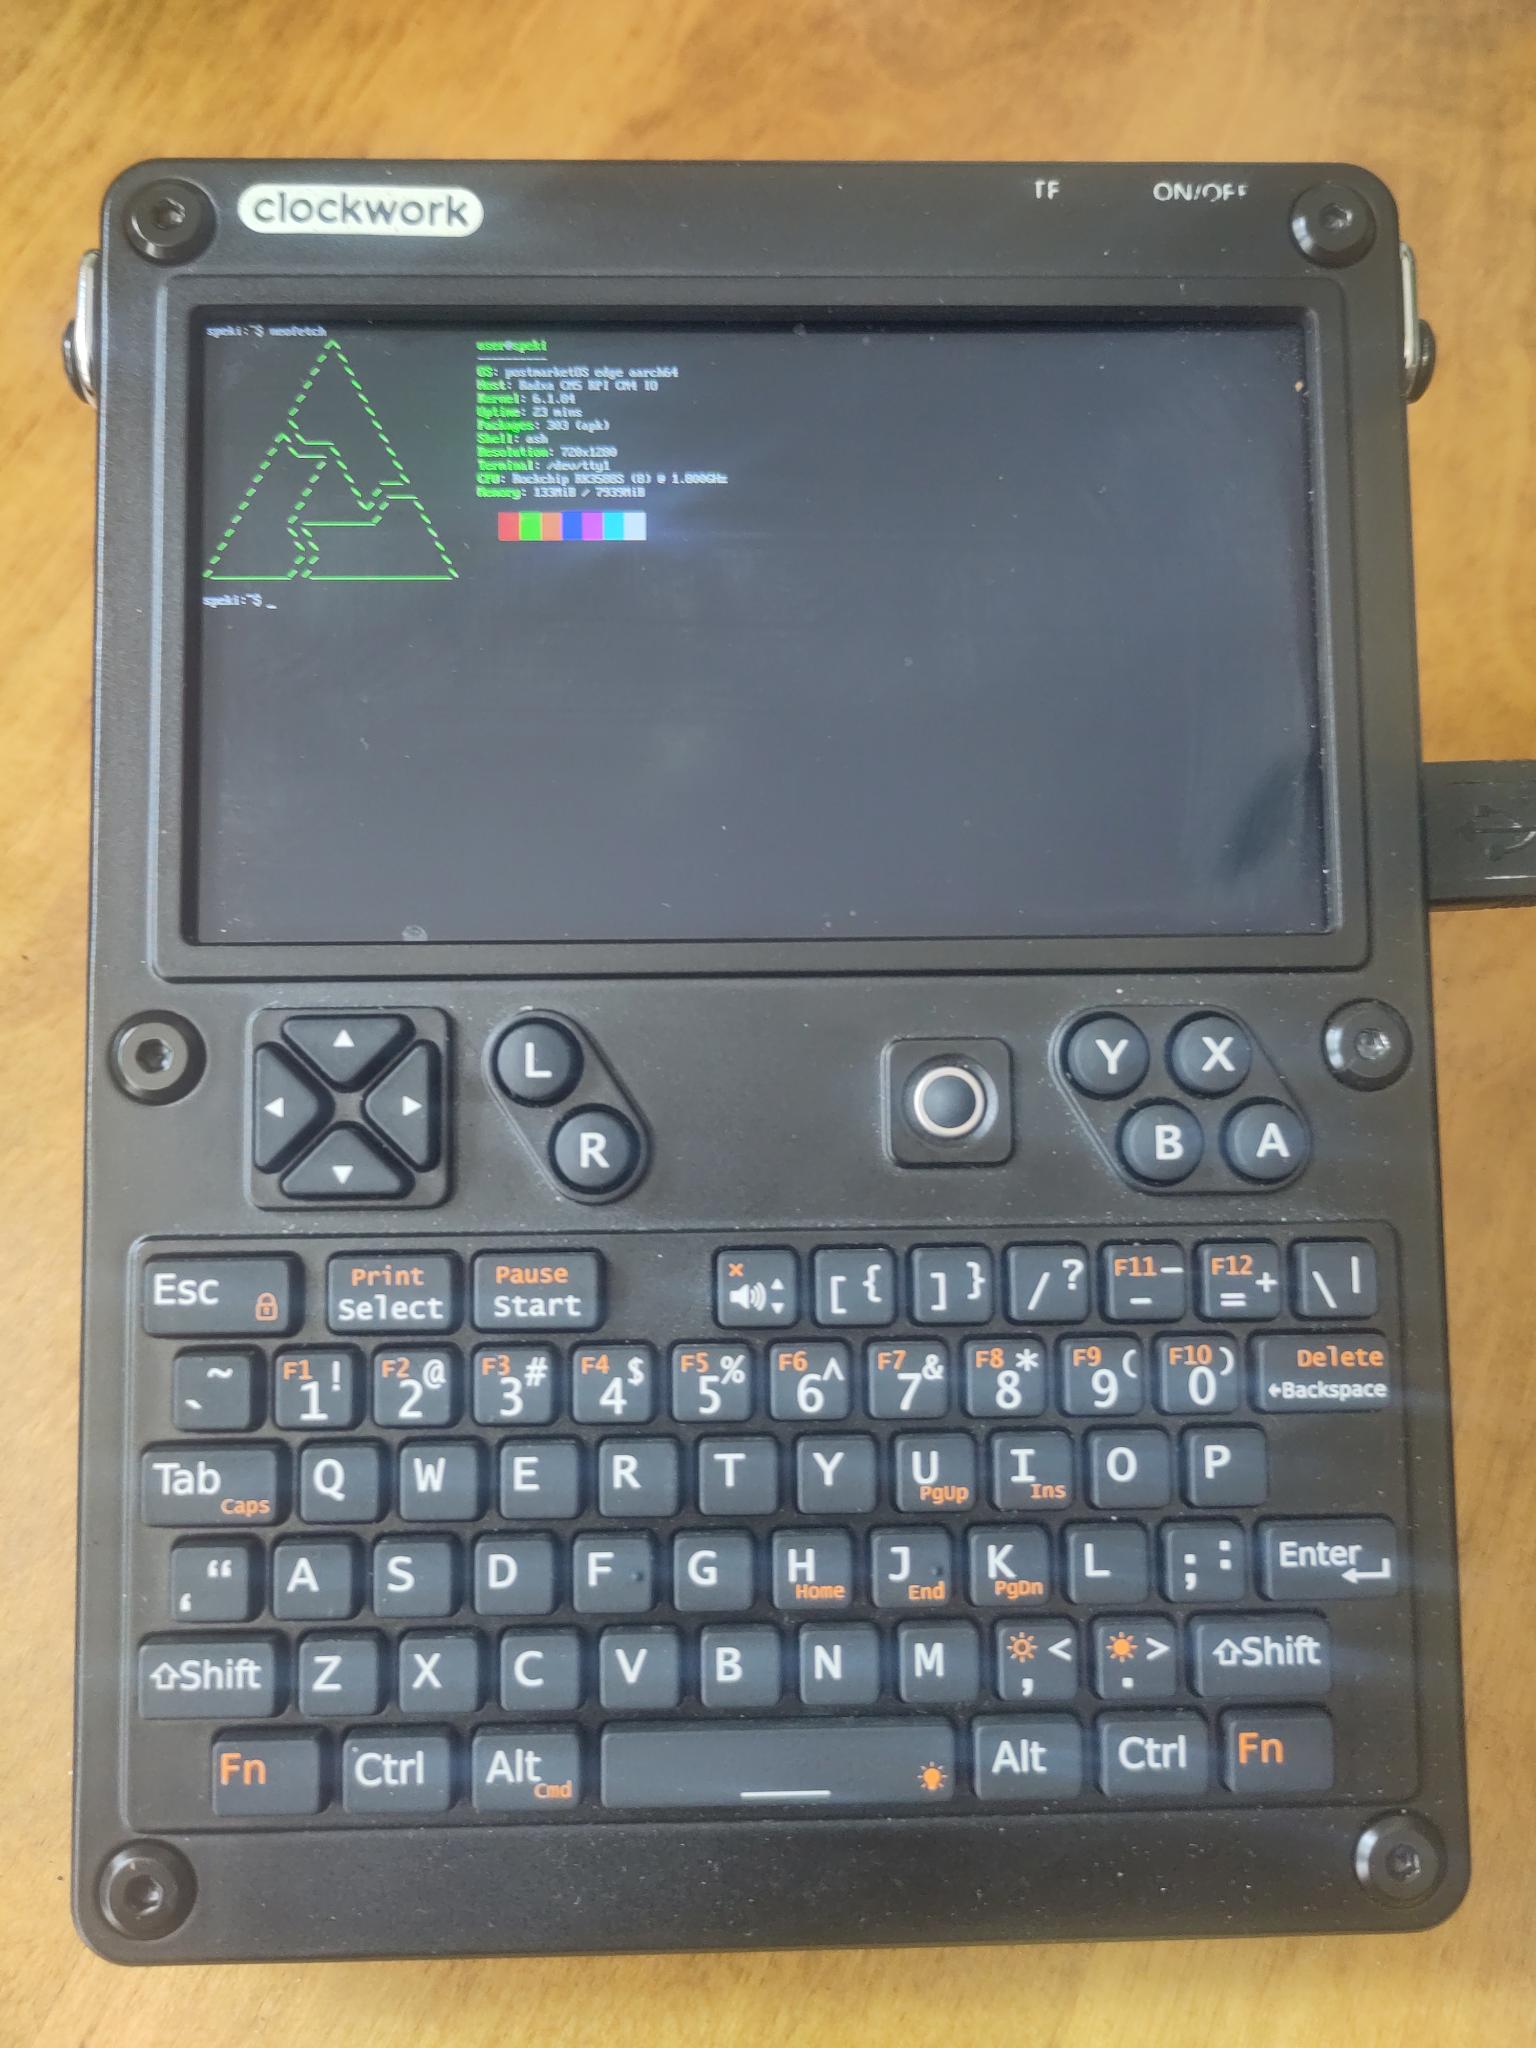 clockwork
TF
ON/OFF
speki:~$ neofetch
user@speki
OS: postmarketOS edge aarch64
Host: Radxa CM5 RPI CM4 IO
Kernel: 6.1.84
Uptime: 23 mins
Packages: 303 (apk)
Shell: ash
Resolution: 720x1280
Terminal: /dev/tty1
CPU: Rockchip RK3588S (8) @ 1.800GHz
Memory: 133MiB / 7939MiB
speki:~$ _
L
R
Y X
B A
Esc Print Select Pause Start [ { ] } / ? F11 – - F12 + = \ |
` ~ F1 ! 1 F2 @ 2 F3 # 3 F4 $ 4 F5 % 5 F6 ^ 6 F7 & 7 F8 * 8 F9 ( 9 F10 ) 0 Delete ←Backspace
Tab Caps Q W E R T Y U PgUp I Ins O P
‘ “ A S D F G H Home J End K PgDn L ; : Enter
⇧Shift Z X C V B N M < , > . ⇧Shift
Fn Ctrl Alt Cmd Alt Ctrl Fn